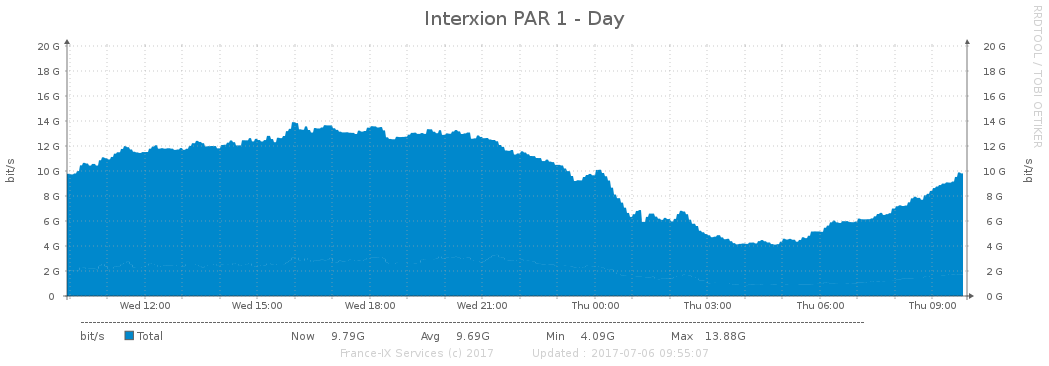 Interxion PAR 1 - Day
RRDTOOL / TOBI OETIKER
bit/s
20 G
18 G
16 G
14 G
12 G
10 G
8 G
6 G
4 G
2 G
0
20 G
18 G
16 G
14 G
12 G
10 G
8 G
6 G
4 G
2 G
0 G
bit/s
Wed 12:00 Wed 15:00 Wed 18:00 Wed 21:00 Thu 00:00 Thu 03:00 Thu 06:00 Thu 09:00
bit/s Total Now 9.79G Avg 9.69G Min 4.09G Max 13.88G
France-IX Services (c) 2017 Updated : 2017-07-06 09:55:07